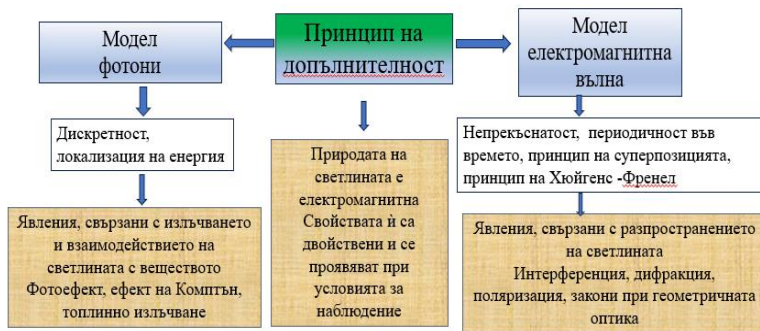 Модел
фотони
Принцип на
допълнителност
Модел
електромагнитна
вълна
Дискретност,
локализация на енергия
Непрекъснатост, периодичност във
времето, принцип на суперпозицията,
принцип на Хюйгенс -Френел
Природата на
светлината е
електромагнитна
Свойствата ѝ са
двойствени и се
проявяват при
условията за
наблюдение
Явления, свързани с излъчването
и взаимодействието на
светлината с веществото
Фотоефект, ефект на Комптън,
топлинно излъчване
Явления, свързани с разпространението
на светлината
Интерференция, дифракция,
поляризация, закони при геометричната
оптика